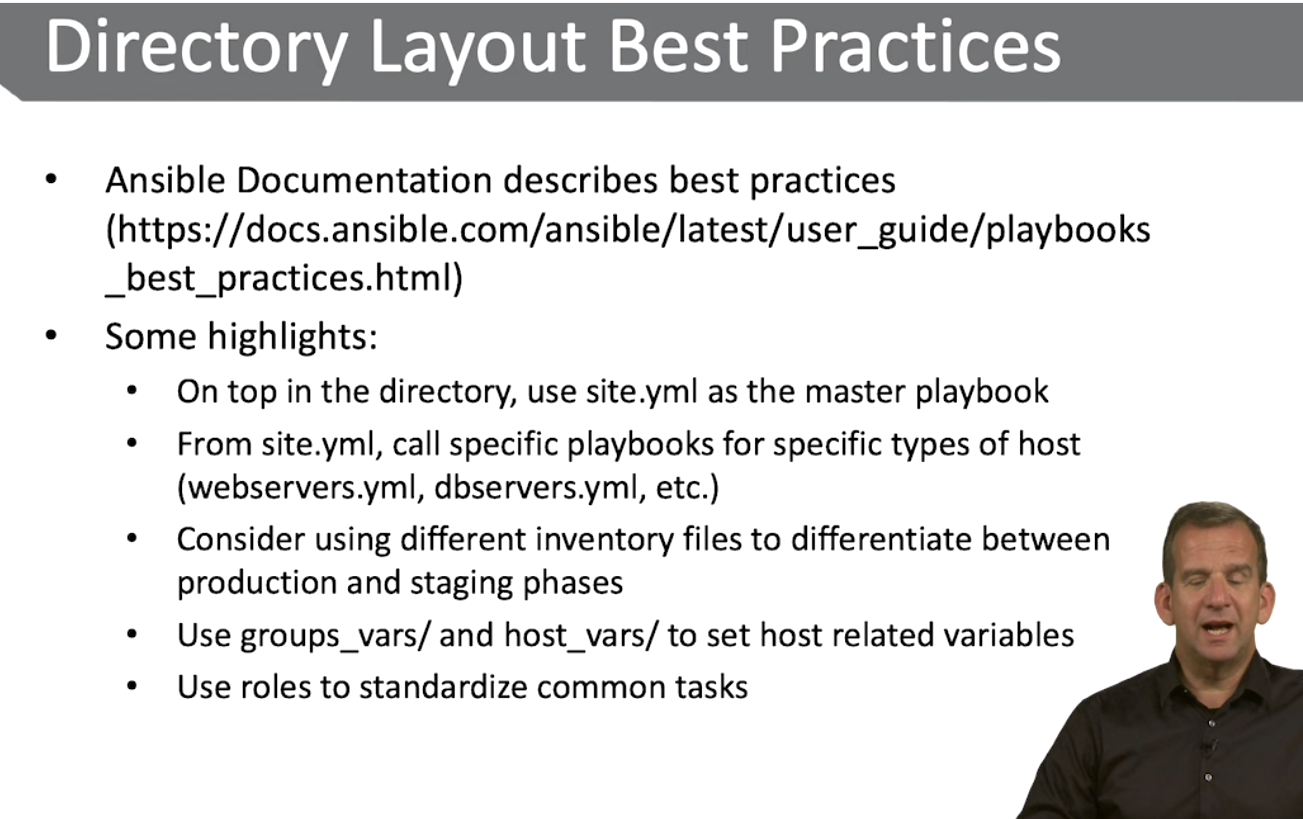 Directory Layout Best Practices
• Ansible Documentation describes best practices
(https://docs.ansible.com/ansible/latest/user_guide/playbooks
_best_practices.html)
• Some highlights:
• On top in the directory, use site.yml as the master playbook
• From site.yml, call specific playbooks for specific types of host
(webservers.yml, dbservers.yml, etc.)
• Consider using different inventory files to differentiate between
production and staging phases
• Use groups_vars/ and host_vars/ to set host related variables
• Use roles to standardize common tasks